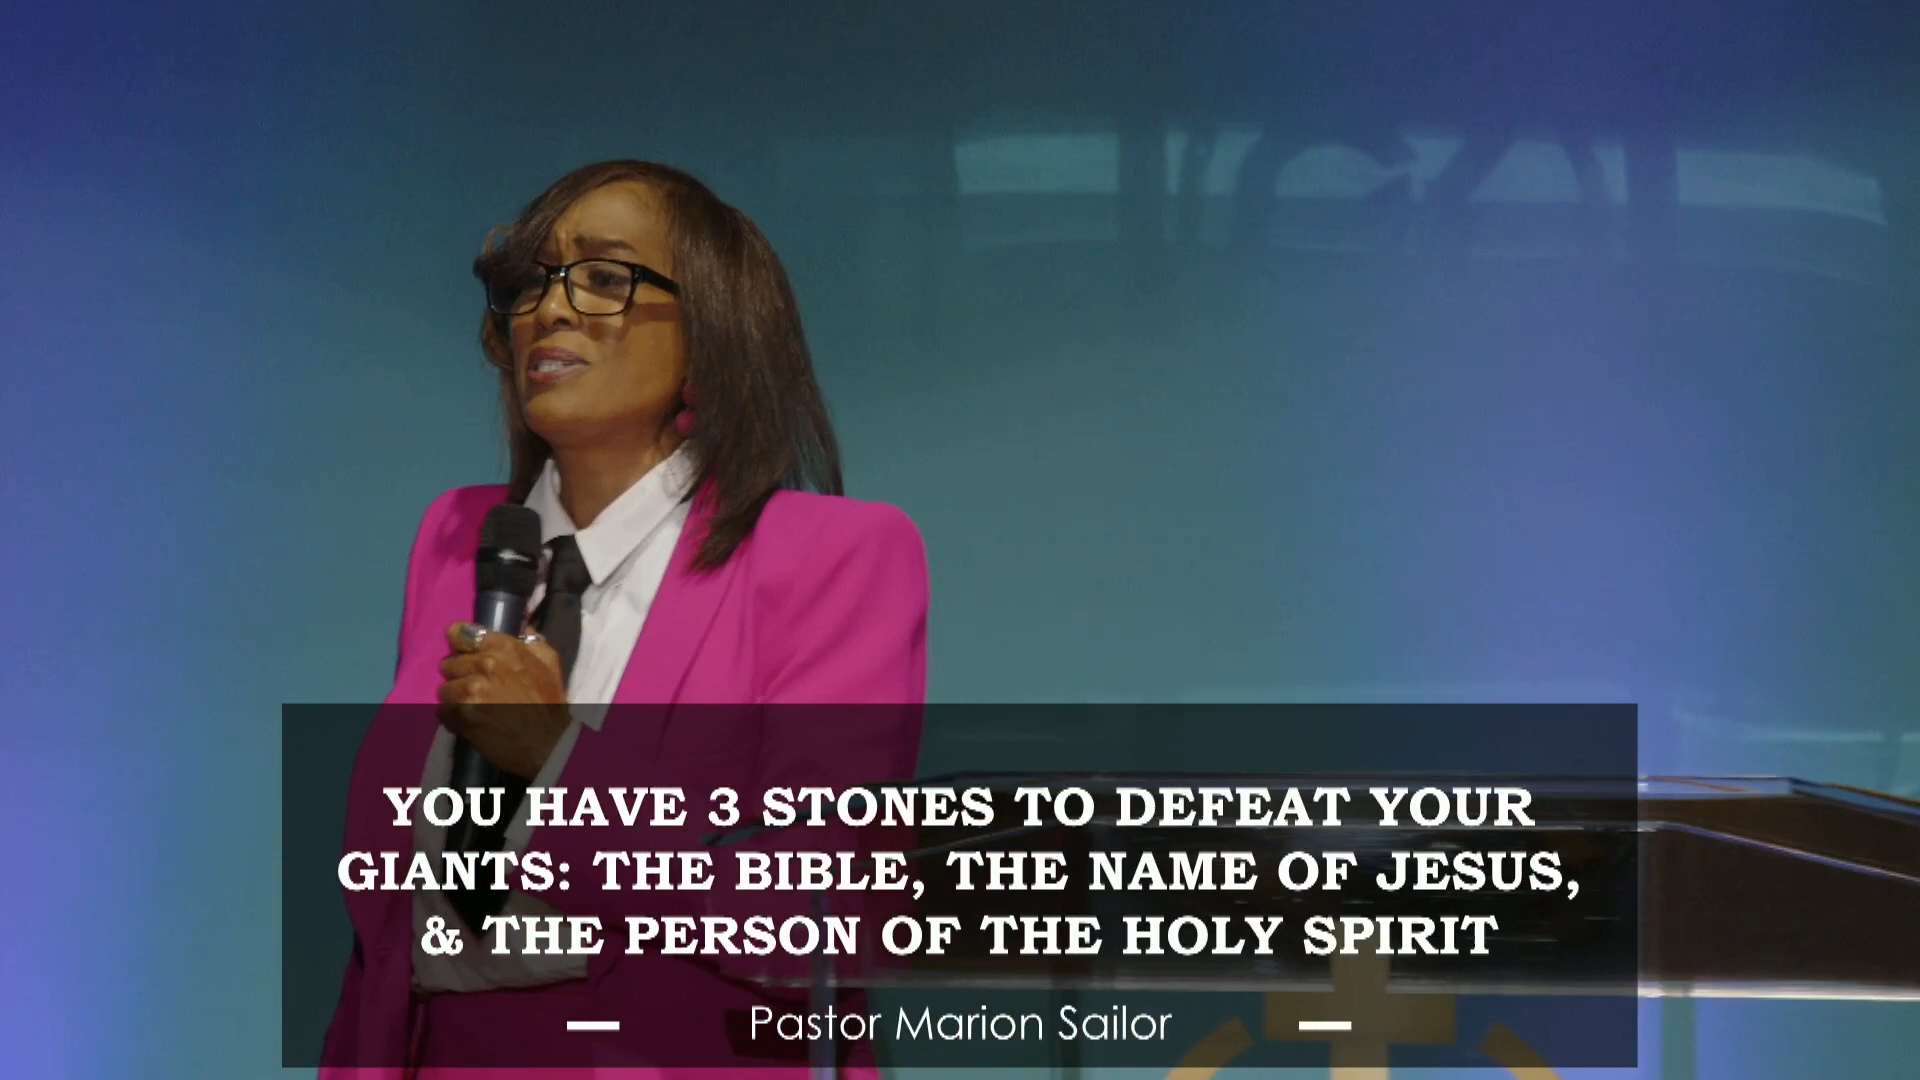 YOU HAVE 3 STONES TO DEFEAT YOUR
GIANTS: THE BIBLE, THE NAME OF JESUS,
& THE PERSON OF THE HOLY SPIRIT
Pastor Marion Sailor